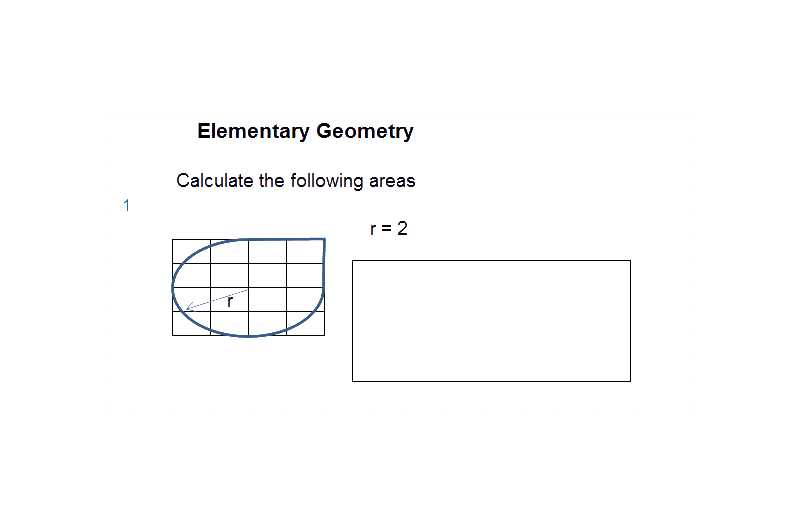 Elementary Geometry
Calculate the following areas
1
r = 2
r